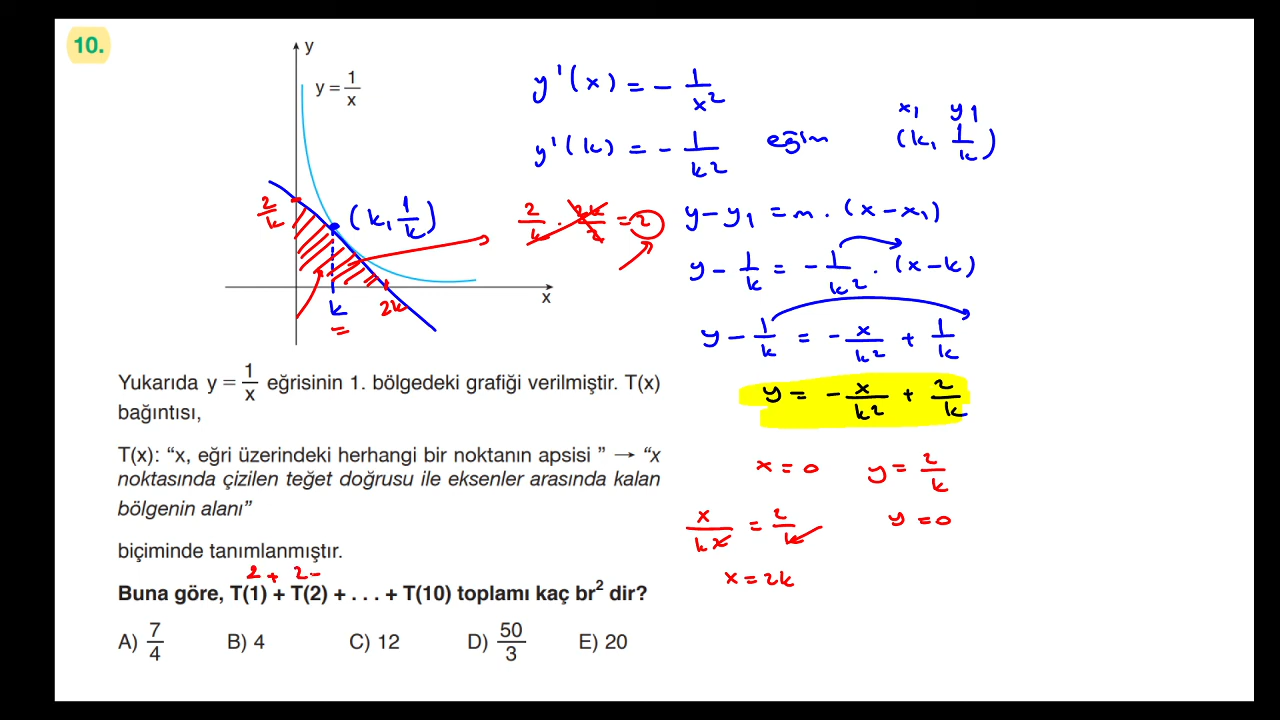 10.
y
y = 1/x
x
(k, 1/k)
2/k
k
2k
2/k . 2k/2 = 2
y'(x) = - 1/x²
y'(k) = - 1/k² eğim
x₁ y₁
(k, 1/k)
y - y₁ = m . (x - x₁)
y - 1/k = - 1/k² . (x - k)
y - 1/k = - x/k² + 1/k
y = - x/k² + 2/k
x = 0 y = 2/k
x/k² = 2/k y = 0
x = 2k
Yukarıda y = 1/x eğrisinin 1. bölgedeki grafiği verilmiştir. T(x)
bağıntısı,
T(x): “x, eğri üzerindeki herhangi bir noktanın apsisi ” → “x
noktasında çizilen teğet doğrusu ile eksenler arasında kalan
bölgenin alanı”
biçiminde tanımlanmıştır.
2 + 2 -
Buna göre, T(1) + T(2) + . . . + T(10) toplamı kaç br² dir?
A) 7/4 B) 4 C) 12 D) 50/3 E) 20